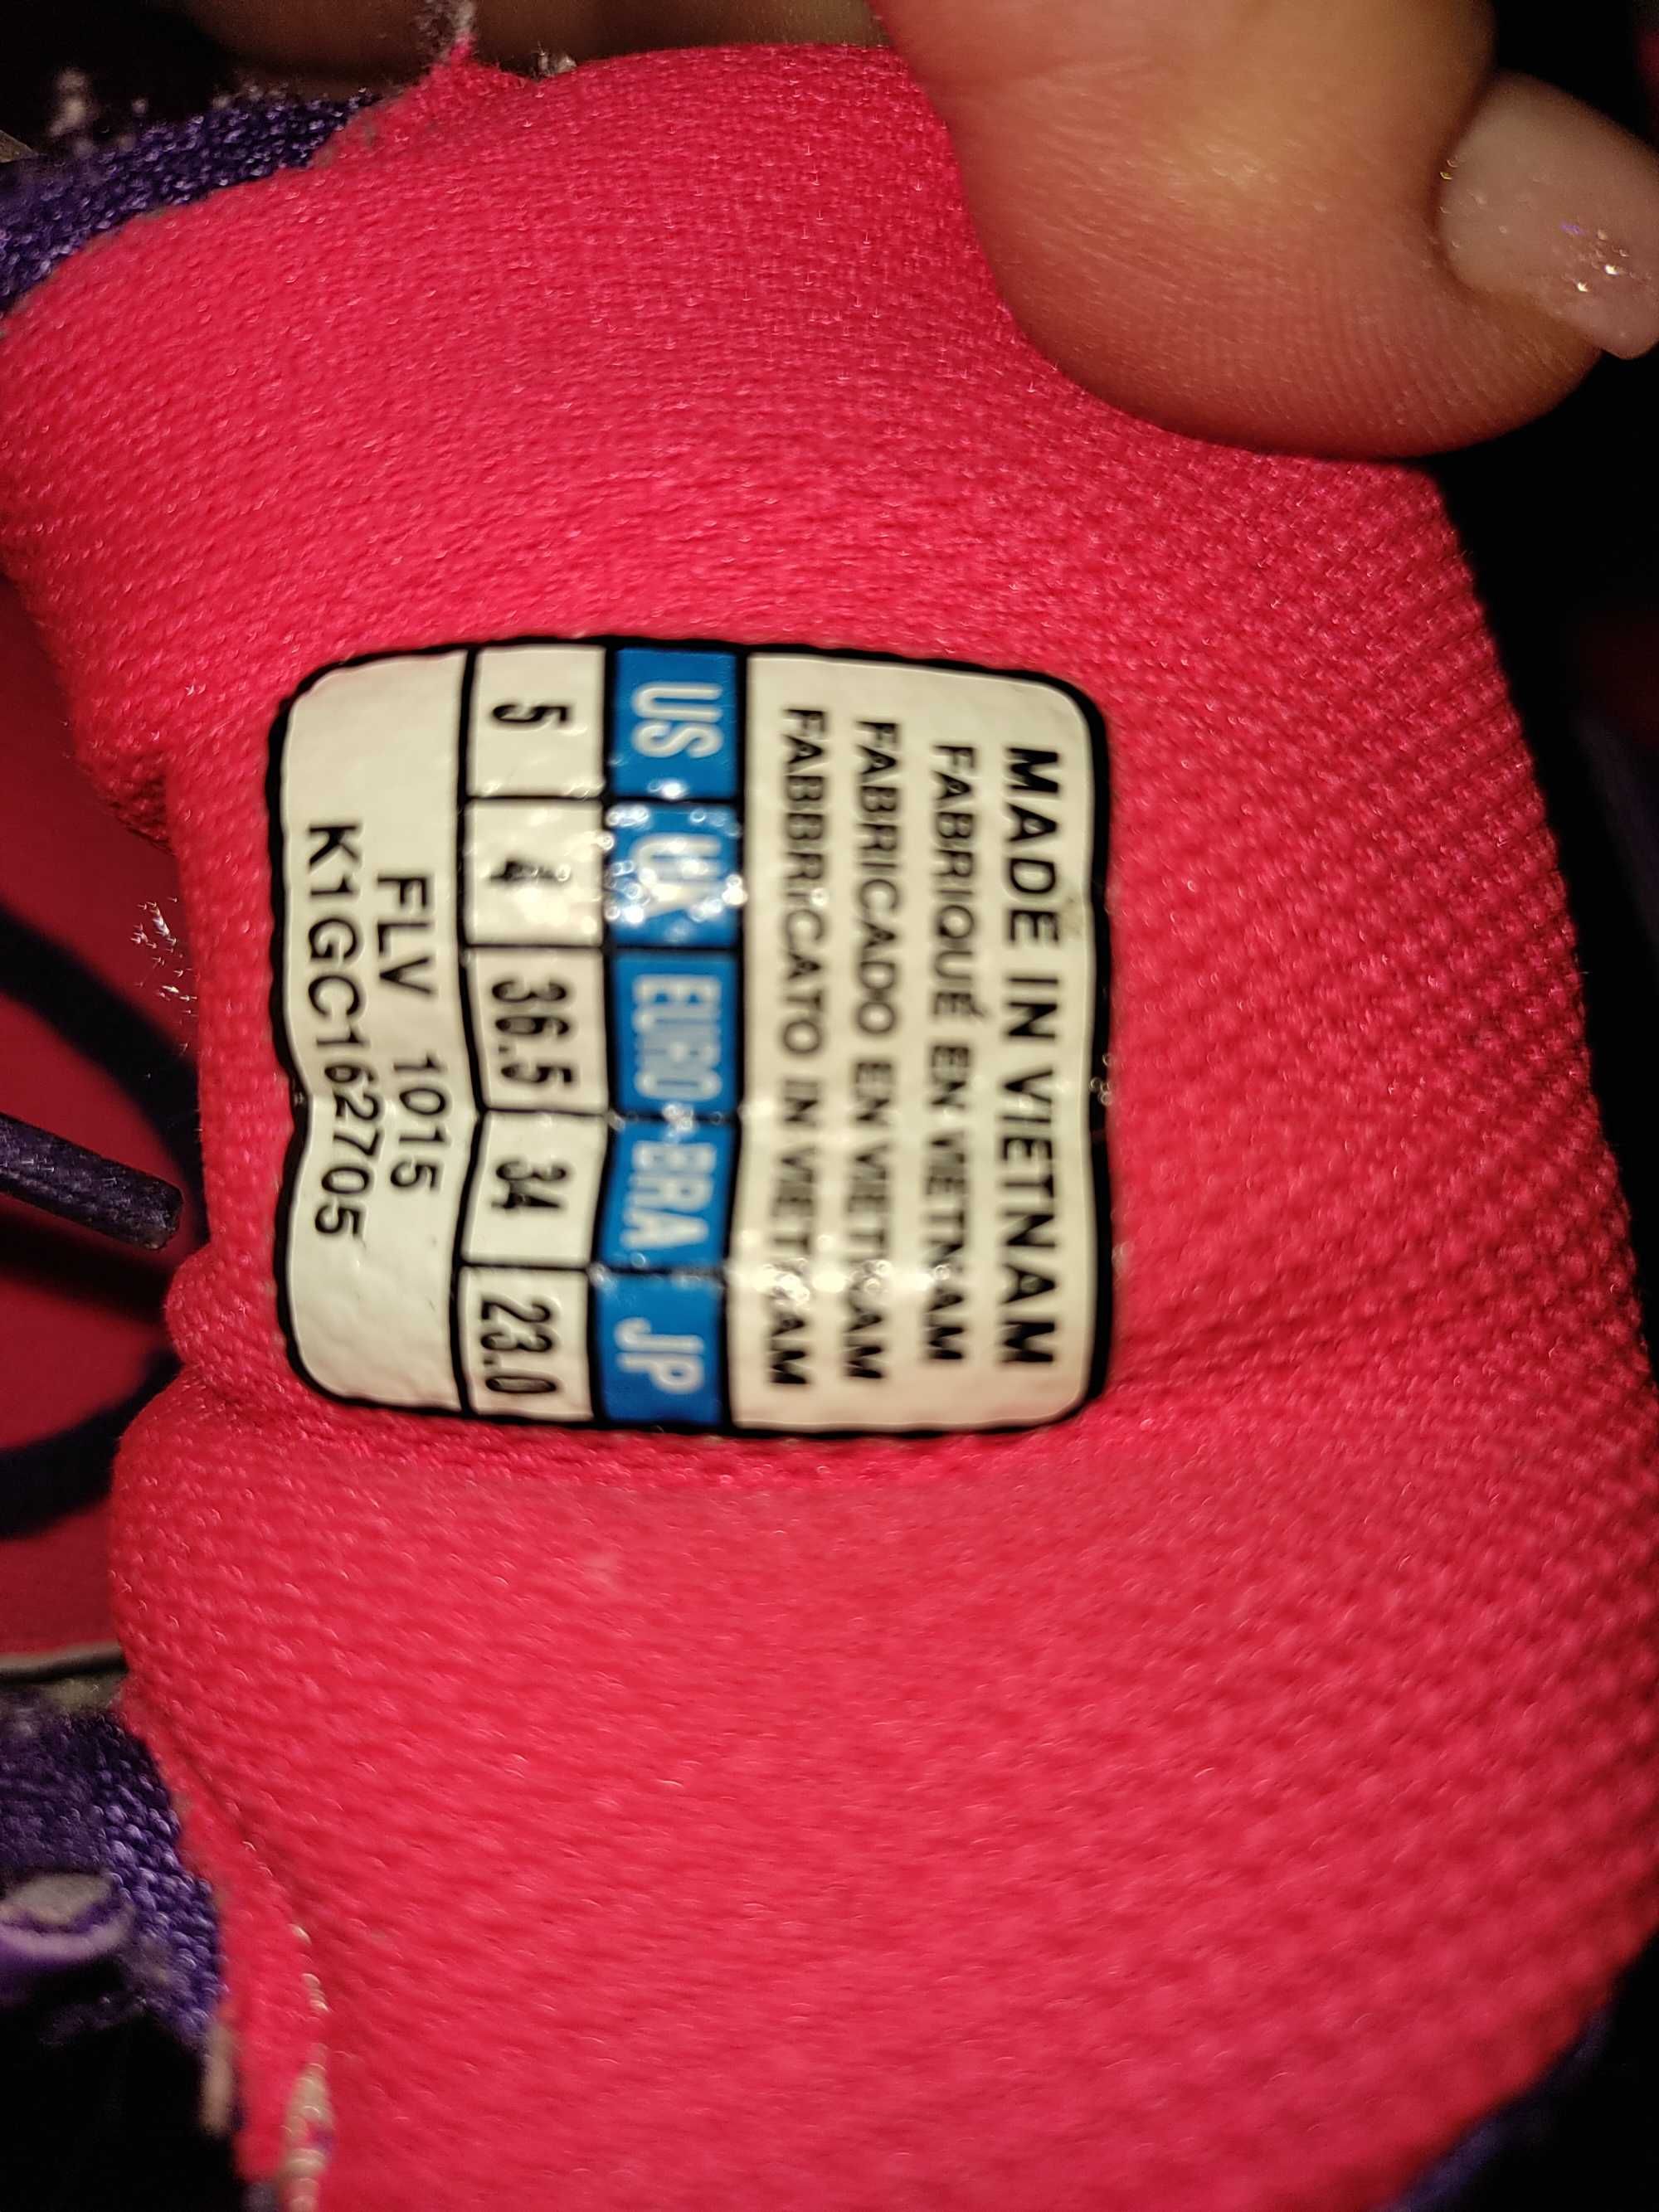 MADE IN VIETNAM
FABRIQUÉ EN VIETNAM
FABRICADO EN VIETNAM
FABBRICATO IN VIETNAM
US UK EURO BRA JP
5 4 36.5 34 23.0
FLV 1015
K1GC162705